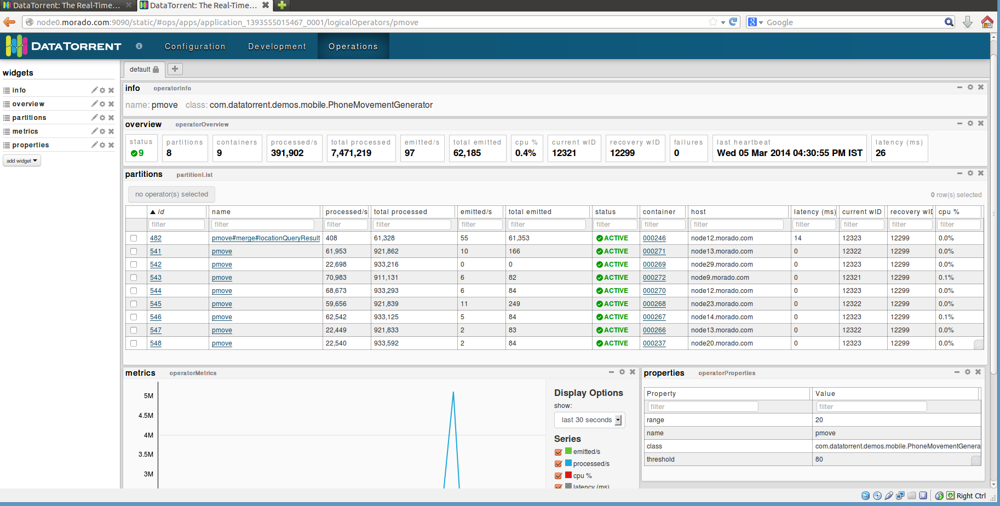 DataTorrent: The Real-Time...
DataTorrent: The Real-Time...
node0.morado.com:9090/static/#ops/apps/application_1393555015467_0001/logicalOperators/pmove
Google
DATATORRENT
Configuration
Development
Operations
widgets
info
overview
partitions
metrics
properties
add widget
default
info operatorInfo
name: pmove class: com.datatorrent.demos.mobile.PhoneMovementGenerator
overview operatorOverview
status partitions containers processed/s total processed emitted/s total emitted cpu % current wID recovery wID failures last heartbeat latency (ms)
9 8 9 391,902 7,471,219 97 62,185 0.4% 12321 12299 0 Wed 05 Mar 2014 04:30:55 PM IST 26
partitions partitionList
no operator(s) selected
0 row(s) selected
id name processed/s total processed emitted/s total emitted status container host latency (ms) current wID recovery wID cpu %
filter filter filter filter filter filter filter filter filter filter filter filter filter
482 pmove#merge#locationQueryResult 408 61,328 55 61,353 ACTIVE 000246 node12.morado.com 14 12323 12299 0.0%
541 pmove 61,953 921,862 10 166 ACTIVE 000271 node13.morado.com 0 12322 12299 0.0%
542 pmove 22,698 933,216 0 0 ACTIVE 000269 node29.morado.com 0 12323 12299 0.0%
543 pmove 70,983 911,131 6 82 ACTIVE 000272 node9.morado.com 0 12321 12299 0.1%
544 pmove 68,673 933,293 6 84 ACTIVE 000270 node12.morado.com 0 12323 12299 0.0%
545 pmove 59,656 921,839 11 249 ACTIVE 000268 node23.morado.com 0 12322 12299 0.0%
546 pmove 62,542 933,125 5 84 ACTIVE 000267 node14.morado.com 0 12323 12299 0.1%
547 pmove 22,449 921,833 2 83 ACTIVE 000266 node13.morado.com 0 12322 12299 0.0%
548 pmove 22,540 933,592 2 84 ACTIVE 000237 node20.morado.com 0 12323 12299 0.0%
metrics operatorMetrics
5M
4.5M
4M
3.5M
3M
Display Options
show:
last 30 seconds
Series
emitted/s
processed/s
cpu %
latency (ms)
properties operatorProperties
Property Value
filter filter
range 20
name pmove
class com.datatorrent.demos.mobile.PhoneMovementGenera
threshold 80
Right Ctrl